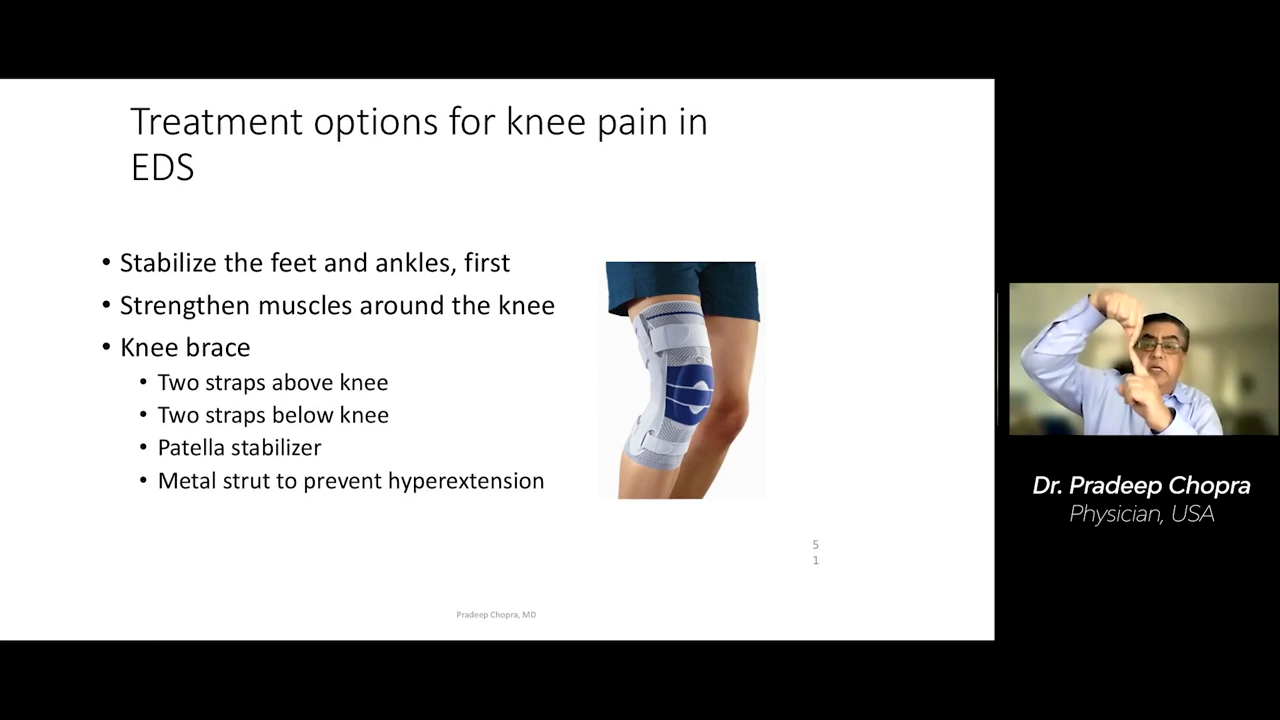 Treatment options for knee pain in
EDS
• Stabilize the feet and ankles, first
• Strengthen muscles around the knee
• Knee brace
• Two straps above knee
• Two straps below knee
• Patella stabilizer
• Metal strut to prevent hyperextension
5
1
Pradeep Chopra, MD
Dr. Pradeep Chopra
Physician, USA